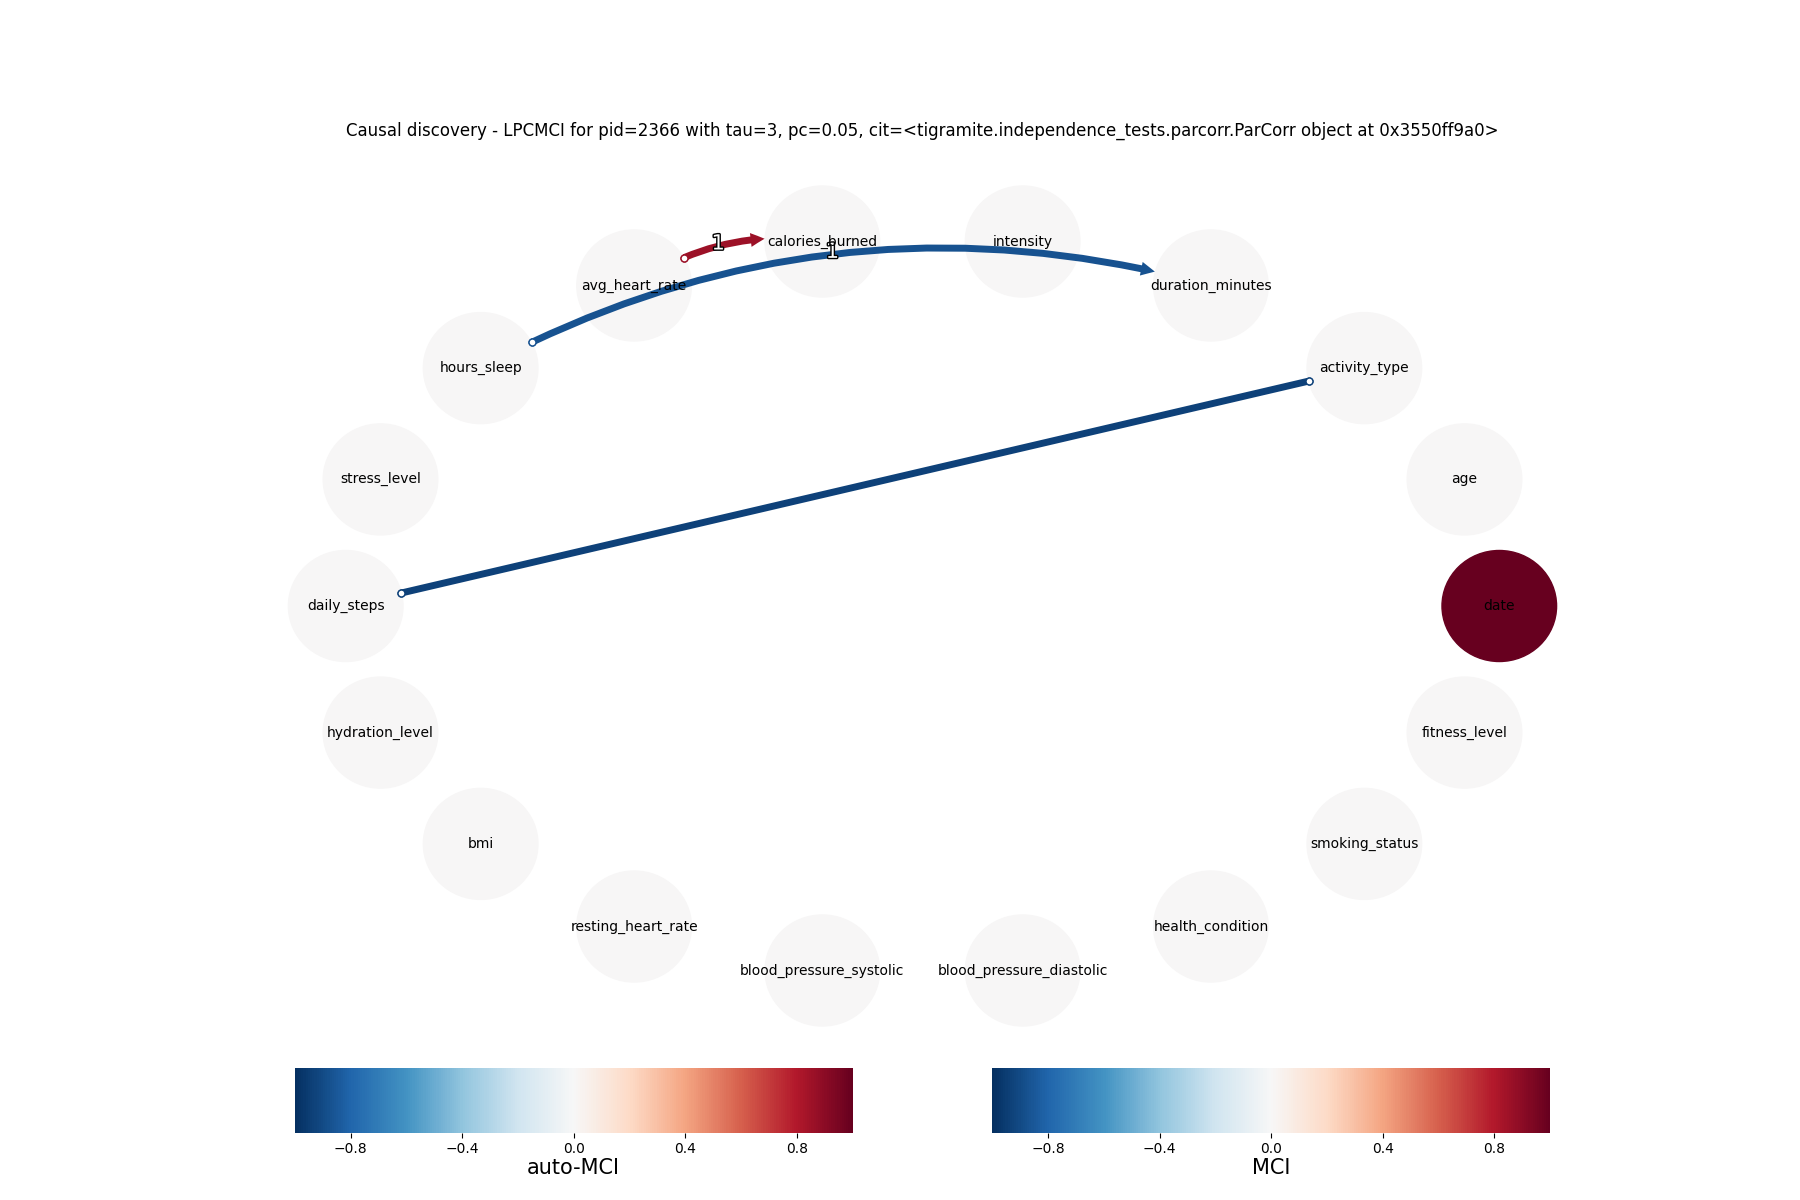 Causal discovery - LPCMCI for pid=2366 with tau=3, pc=0.05, cit=<tigramite.independence_tests.parcorr.ParCorr object at 0x3550ff9a0>
1
calories_burned
intensity
1
avg_heart_rate
duration_minutes
hours_sleep
activity_type
stress_level
age
daily_steps
date
hydration_level
fitness_level
bmi
smoking_status
resting_heart_rate
health_condition
blood_pressure_systolic
blood_pressure_diastolic
−0.8
−0.4
0.0
0.4
0.8
auto-MCI
−0.8
−0.4
0.0
0.4
0.8
MCI